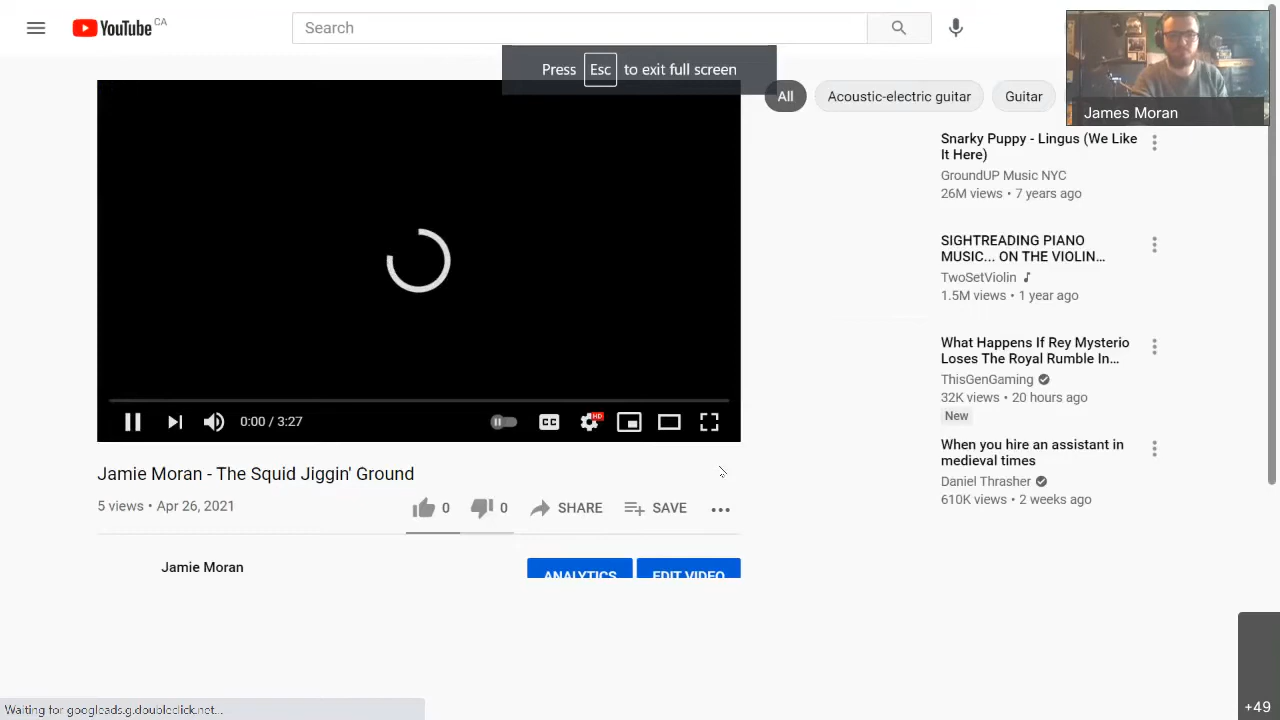 YouTube CA
Search
Press Esc to exit full screen
All
Acoustic-electric guitar
Guitar
James Moran
Snarky Puppy - Lingus (We Like
It Here)
GroundUP Music NYC
26M views • 7 years ago
SIGHTREADING PIANO
MUSIC... ON THE VIOLIN...
TwoSetViolin
1.5M views • 1 year ago
What Happens If Rey Mysterio
Loses The Royal Rumble In...
ThisGenGaming
32K views • 20 hours ago
New
When you hire an assistant in
medieval times
Daniel Thrasher
610K views • 2 weeks ago
0:00 / 3:27
CC
HD
Jamie Moran - The Squid Jiggin' Ground
5 views • Apr 26, 2021
0
0
SHARE
SAVE
Jamie Moran
ANALYTICS
EDIT VIDEO
Waiting for googleads.g.doubleclick.net...
+49